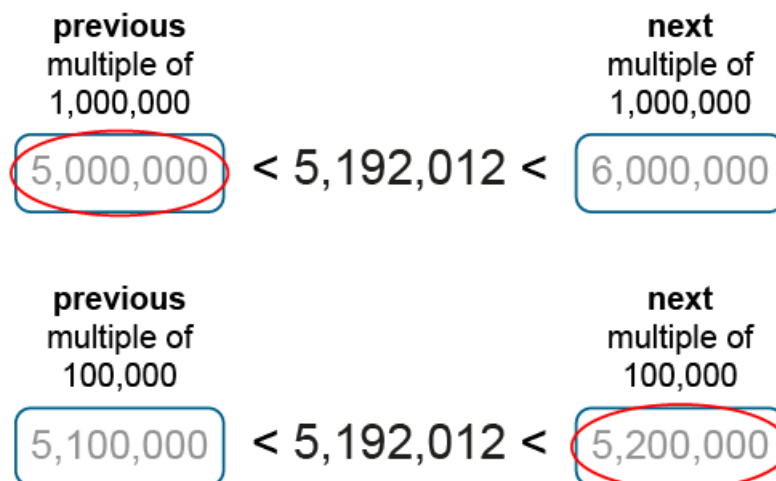 previous
multiple of
1,000,000
next
multiple of
1,000,000
5,000,000 < 5,192,012 < 6,000,000
previous
multiple of
100,000
next
multiple of
100,000
5,100,000 < 5,192,012 < 5,200,000